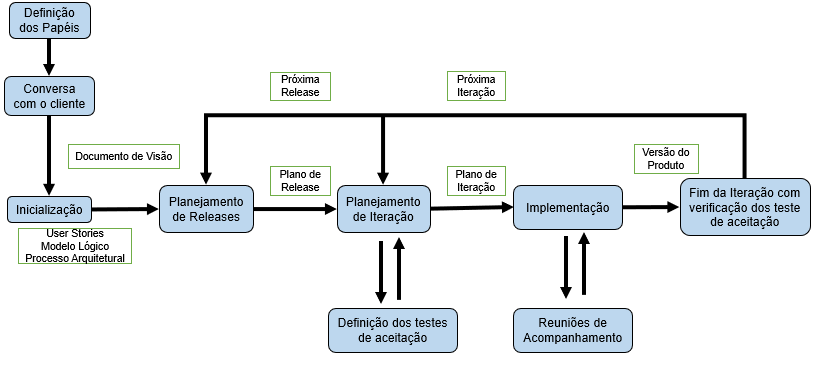 Definição
dos Papéis
Conversa
com o cliente
Próxima
Release
Próxima
Iteração
Documento de Visão
Plano de
Release
Plano de
Iteração
Versão do
Produto
Inicialização
User Stories
Modelo Lógico
Processo Arquitetural
Planejamento
de Releases
Planejamento
de Iteração
Implementação
Fim da Iteração com
verificação dos teste
de aceitação
Definição dos testes
de aceitação
Reuniões de
Acompanhamento